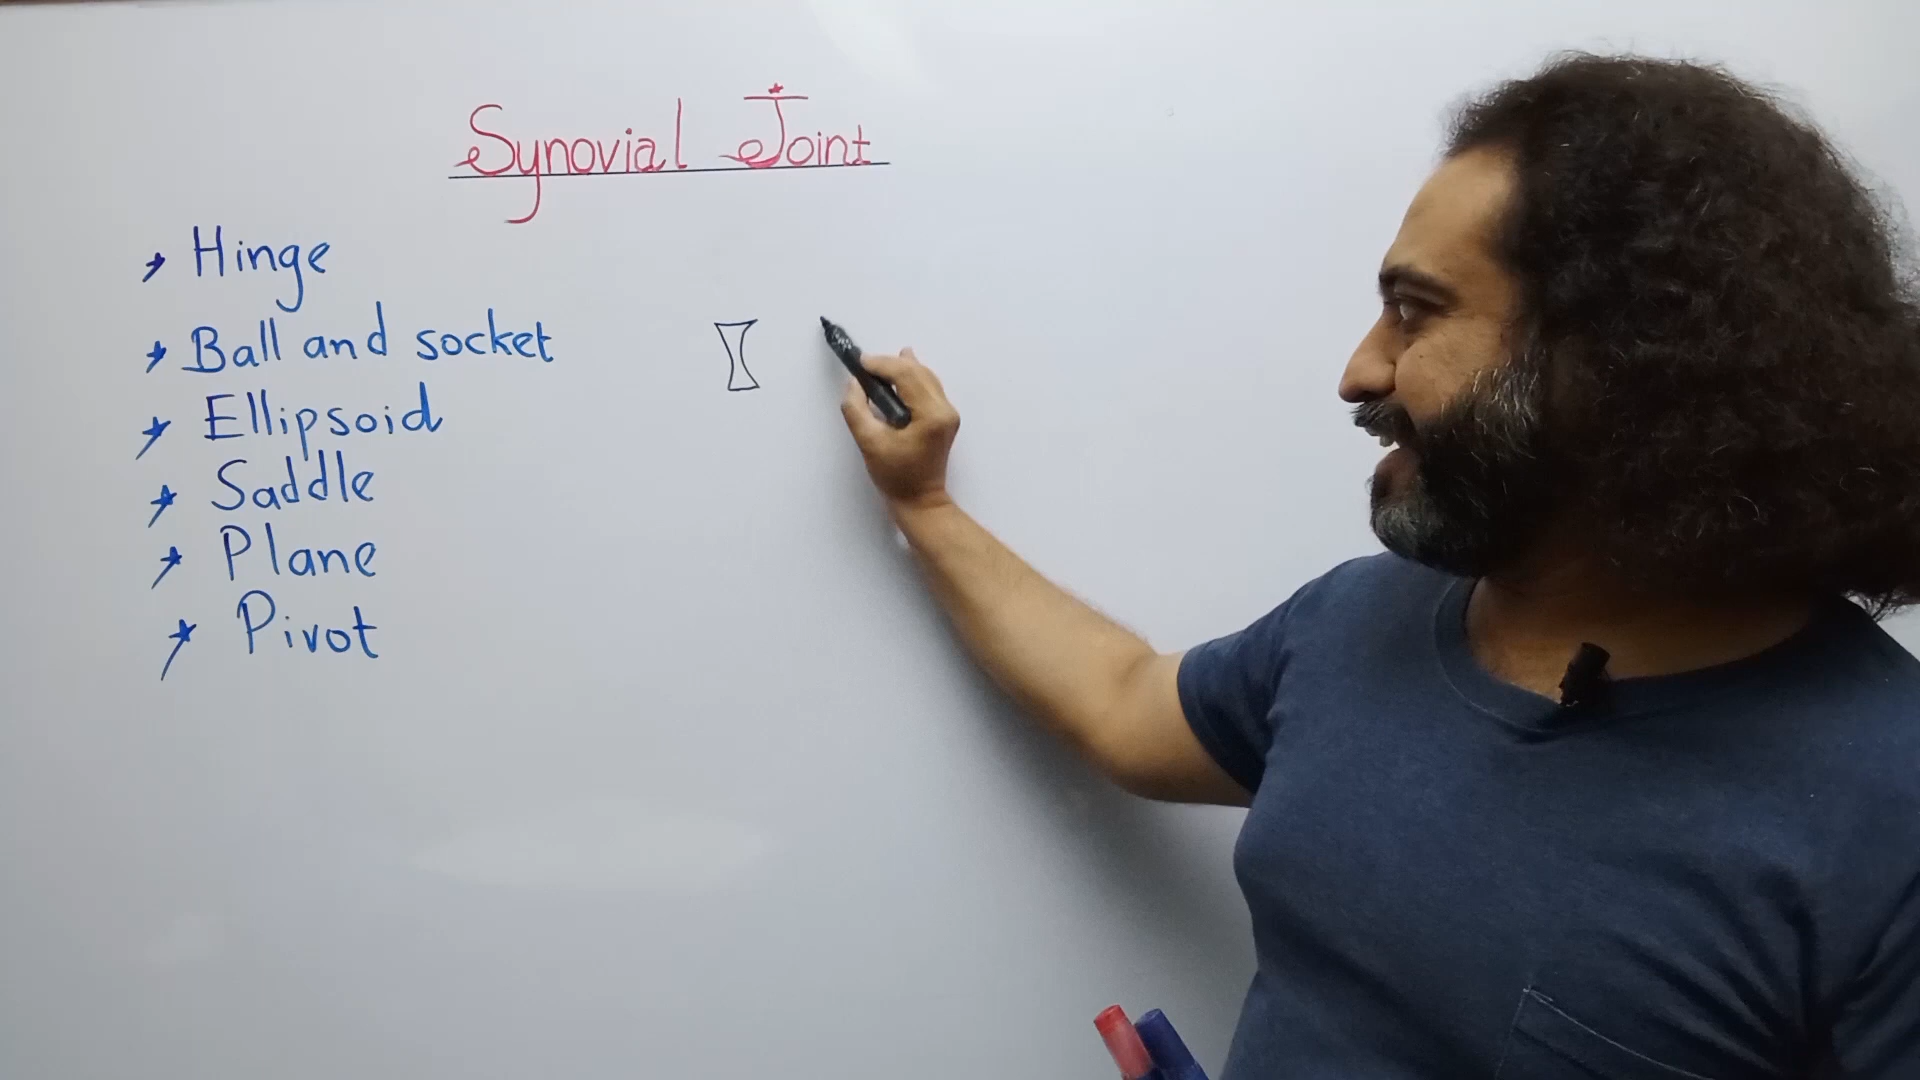 Synovial Joint
Hinge
Ball and socket
Ellipsoid
Saddle
Plane
Pivot